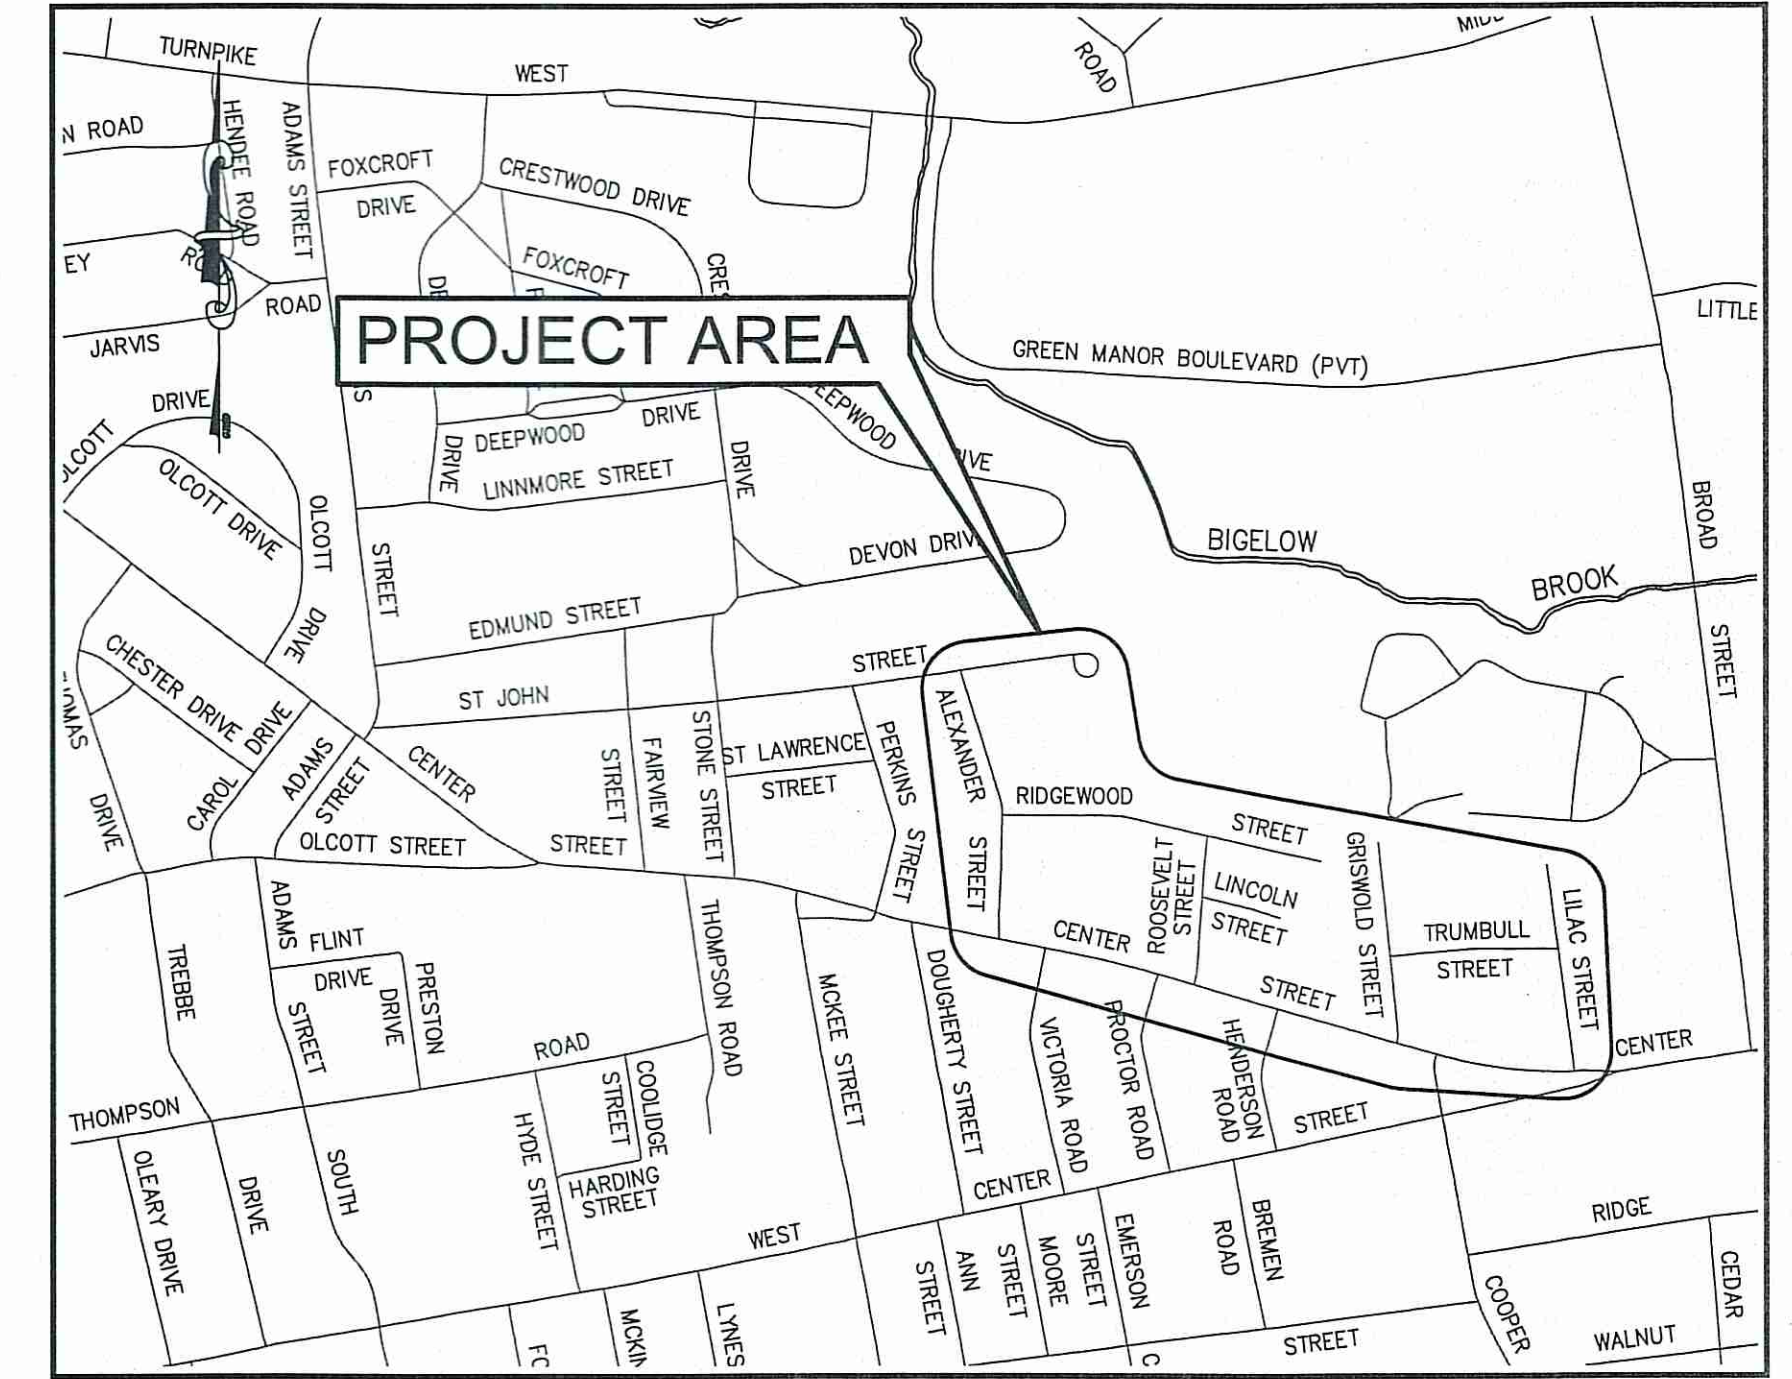 TURNPIKE
WEST
ROAD
N ROAD
HENDEE ROAD
ADAMS STREET
FOXCROFT
DRIVE
CRESTWOOD DRIVE
FOXCROFT
EY
ROAD
JARVIS
PROJECT AREA
GREEN MANOR BOULEVARD (PVT)
LITTLE
DRIVE
OLCOTT DRIVE
OLCOTT
DRIVE
DEEPWOOD
DRIVE
DRIVE
LINNMORE STREET
DRIVE
STREET
EDMUND STREET
DEVON DRIV
BIGELOW
BROOK
BROAD
STREET
CHESTER DRIVE
CAROL
DRIVE
DRIVE
ADAMS
STREET
CENTER
STREET
OLCOTT STREET
ST JOHN
STREET
STREET
FAIRVIEW
STONE STREET
ST LAWRENCE
STREET
PERKINS
STREET
ALEXANDER
STREET
RIDGEWOOD
STREET
ROOSEVELT
STREET
LINCOLN
STREET
GRISWOLD STREET
TRUMBULL
STREET
LILAC STREET
CENTER
STREET
CENTER
STREET
CENTER
ADAMS
STREET
FLINT
DRIVE
PRESTON
DRIVE
TREBBE
DRIVE
THOMPSON
ROAD
THOMPSON ROAD
MCKEE STREET
DOUGHERTY STREET
VICTORIA ROAD
PROCTOR ROAD
HENDERSON
ROAD
OLEARY DRIVE
SOUTH
HYDE STREET
COOLIDGE
STREET
HARDING
STREET
WEST
ANN
STREET
MOORE
STREET
EMERSON
STREET
BREMEN
ROAD
STREET
RIDGE
COOPER
WALNUT
CEDAR
LYNES